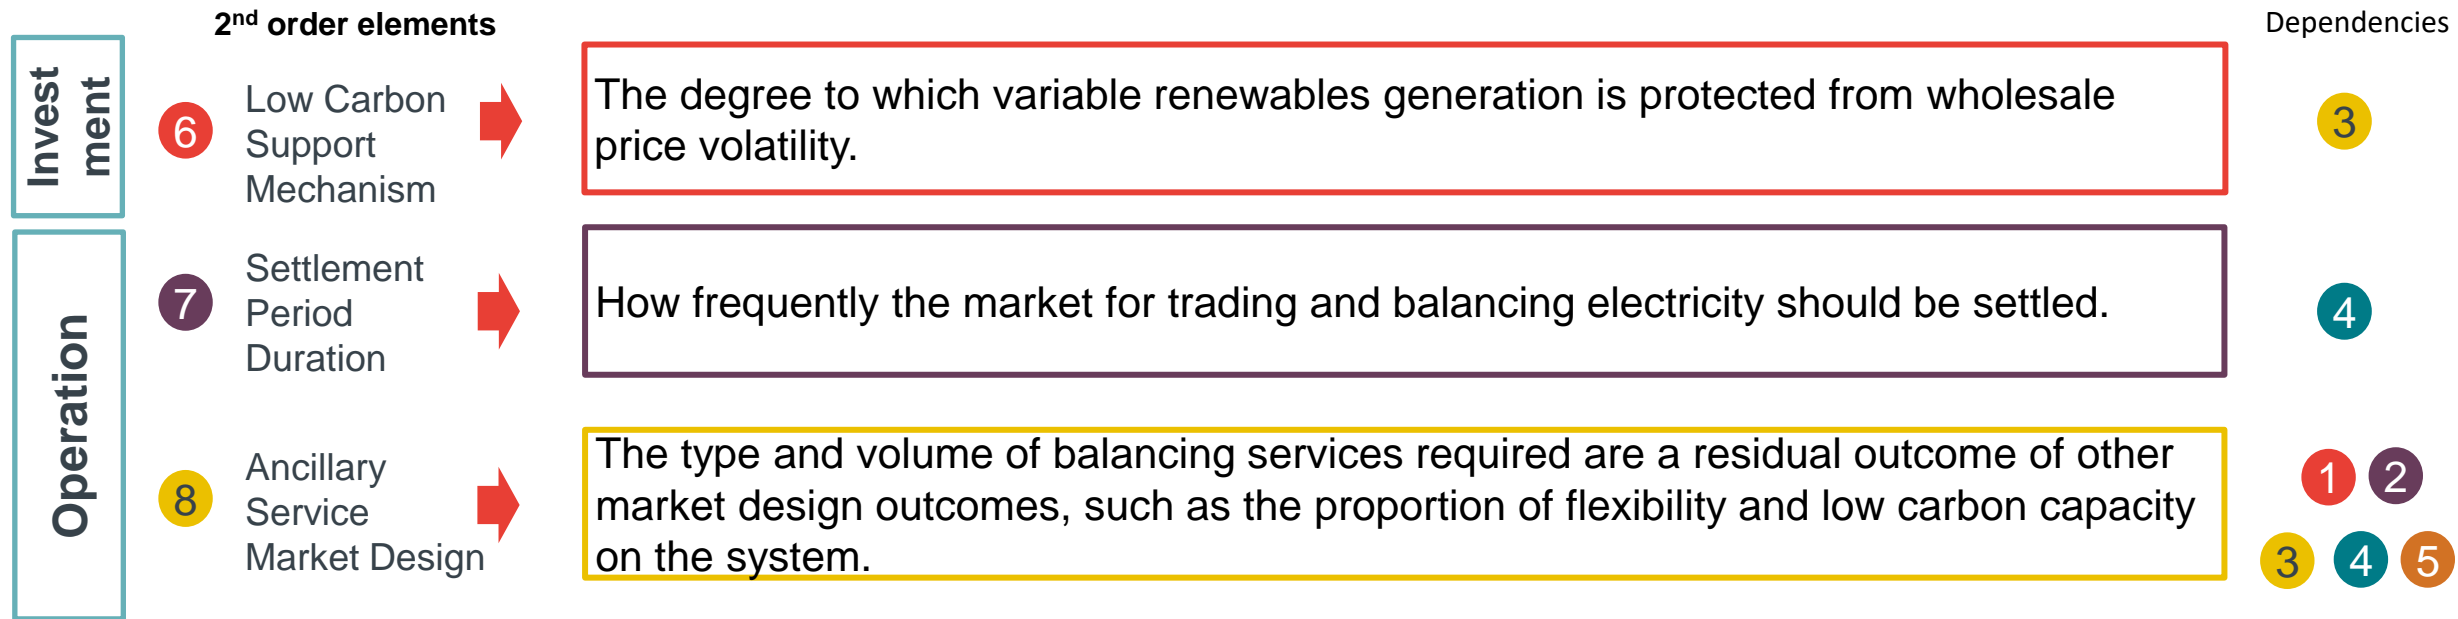 2nd order elements
Dependencies
Invest
ment
6
Low Carbon
Support
Mechanism
The degree to which variable renewables generation is protected from wholesale
price volatility.
3
Operation
7
Settlement
Period
Duration
How frequently the market for trading and balancing electricity should be settled.
4
8
Ancillary
Service
Market Design
The type and volume of balancing services required are a residual outcome of other
market design outcomes, such as the proportion of flexibility and low carbon capacity
on the system.
1 2
3 4 5